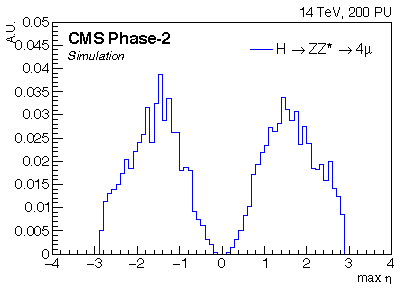 14 TeV, 200 PU
A.U.
0.05
0.045
0.04
0.035
0.03
0.025
0.02
0.015
0.01
0.005
0
CMS Phase-2
Simulation
H → ZZ* → 4μ
−4 −3 −2 −1 0 1 2 3 4
max η